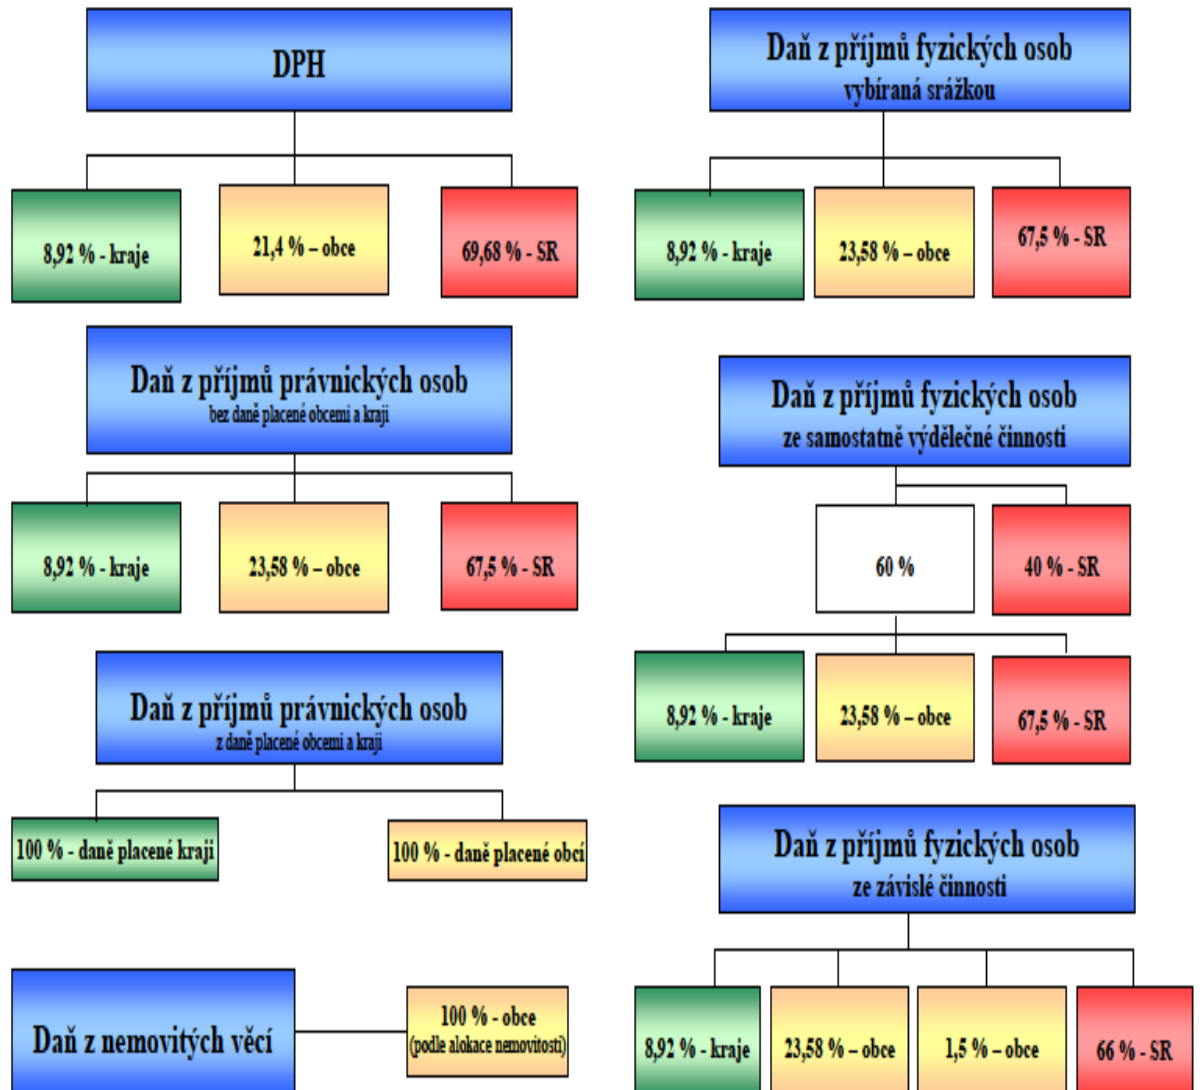 DPH
8,92 % - kraje
21,4 % – obce
69,68 % - SR
Daň z příjmů právnických osob
bez daně placené obcemi a kraji
8,92 % - kraje
23,58 % – obce
67,5 % - SR
Daň z příjmů právnických osob
z daně placené obcemi a kraji
100 % - daně placené kraji
100 % - daně placené obcí
Daň z nemovitých věcí
100 % - obce
(podle alokace nemovitosti)
Daň z příjmů fyzických osob
vybíraná srážkou
8,92 % - kraje
23,58 % – obce
67,5 % - SR
Daň z příjmů fyzických osob
ze samostatně výdělečné činnosti
60 %
40 % - SR
8,92 % - kraje
23,58 % – obce
67,5 % - SR
Daň z příjmů fyzických osob
ze závislé činnosti
8,92 % - kraje
23,58 % – obce
1,5 % – obce
66 % - SR